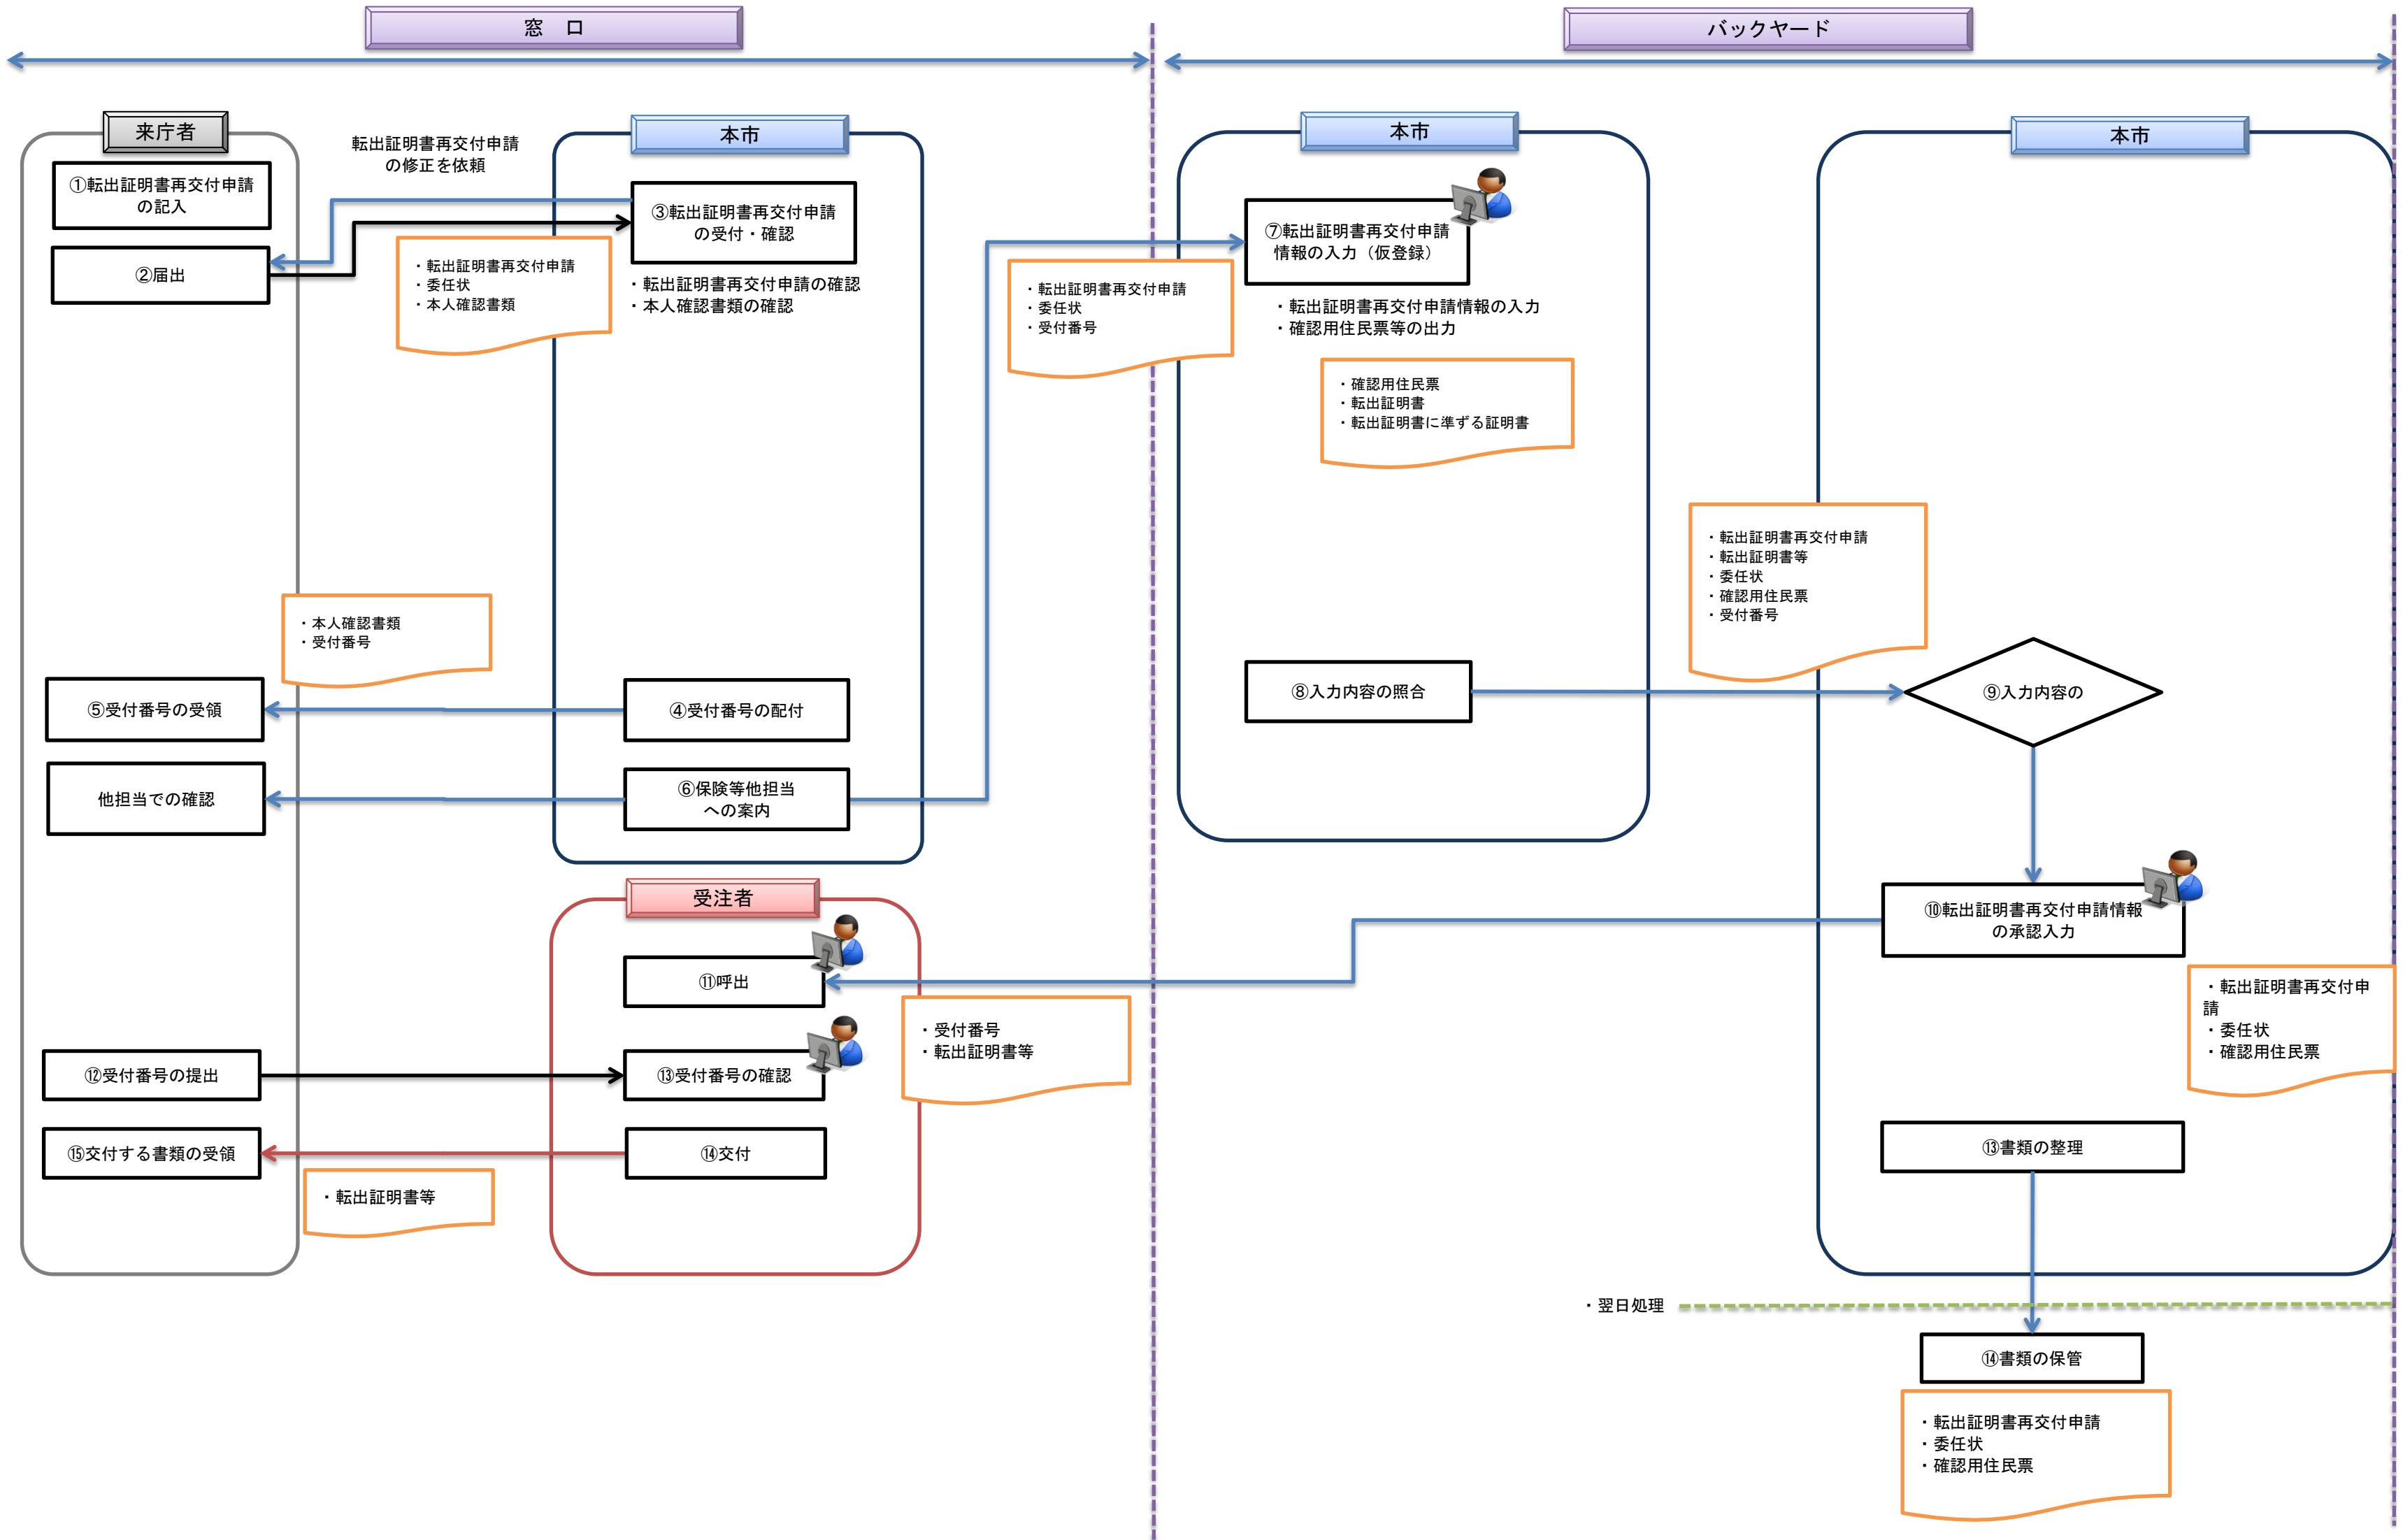 窓　口
バックヤード
来庁者
①転出証明書再交付申請
の記入
②届出
転出証明書再交付申請
の修正を依頼
・転出証明書再交付申請
・委任状
・本人確認書類
本市
③転出証明書再交付申請
の受付・確認
・転出証明書再交付申請の確認
・本人確認書類の確認
・本人確認書類
・受付番号
⑤受付番号の受領
④受付番号の配付
他担当での確認
⑥保険等他担当
への案内
・転出証明書再交付申請
・委任状
・受付番号
本市
⑦転出証明書再交付申請
情報の入力（仮登録）
・転出証明書再交付申請情報の入力
・確認用住民票等の出力
・確認用住民票
・転出証明書
・転出証明書に準ずる証明書
⑧入力内容の照合
本市
・転出証明書再交付申請
・転出証明書等
・委任状
・確認用住民票
・受付番号
⑨入力内容の
⑩転出証明書再交付申請情報
の承認入力
・転出証明書再交付申
請
・委任状
・確認用住民票
受注者
⑪呼出
・受付番号
・転出証明書等
⑫受付番号の提出
⑬受付番号の確認
⑮交付する書類の受領
⑭交付
・転出証明書等
⑬書類の整理
・翌日処理
⑭書類の保管
・転出証明書再交付申請
・委任状
・確認用住民票